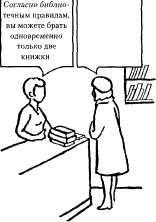 Согласно библио-
течным правилам,
вы можете брать
одновременно
только две
книжки